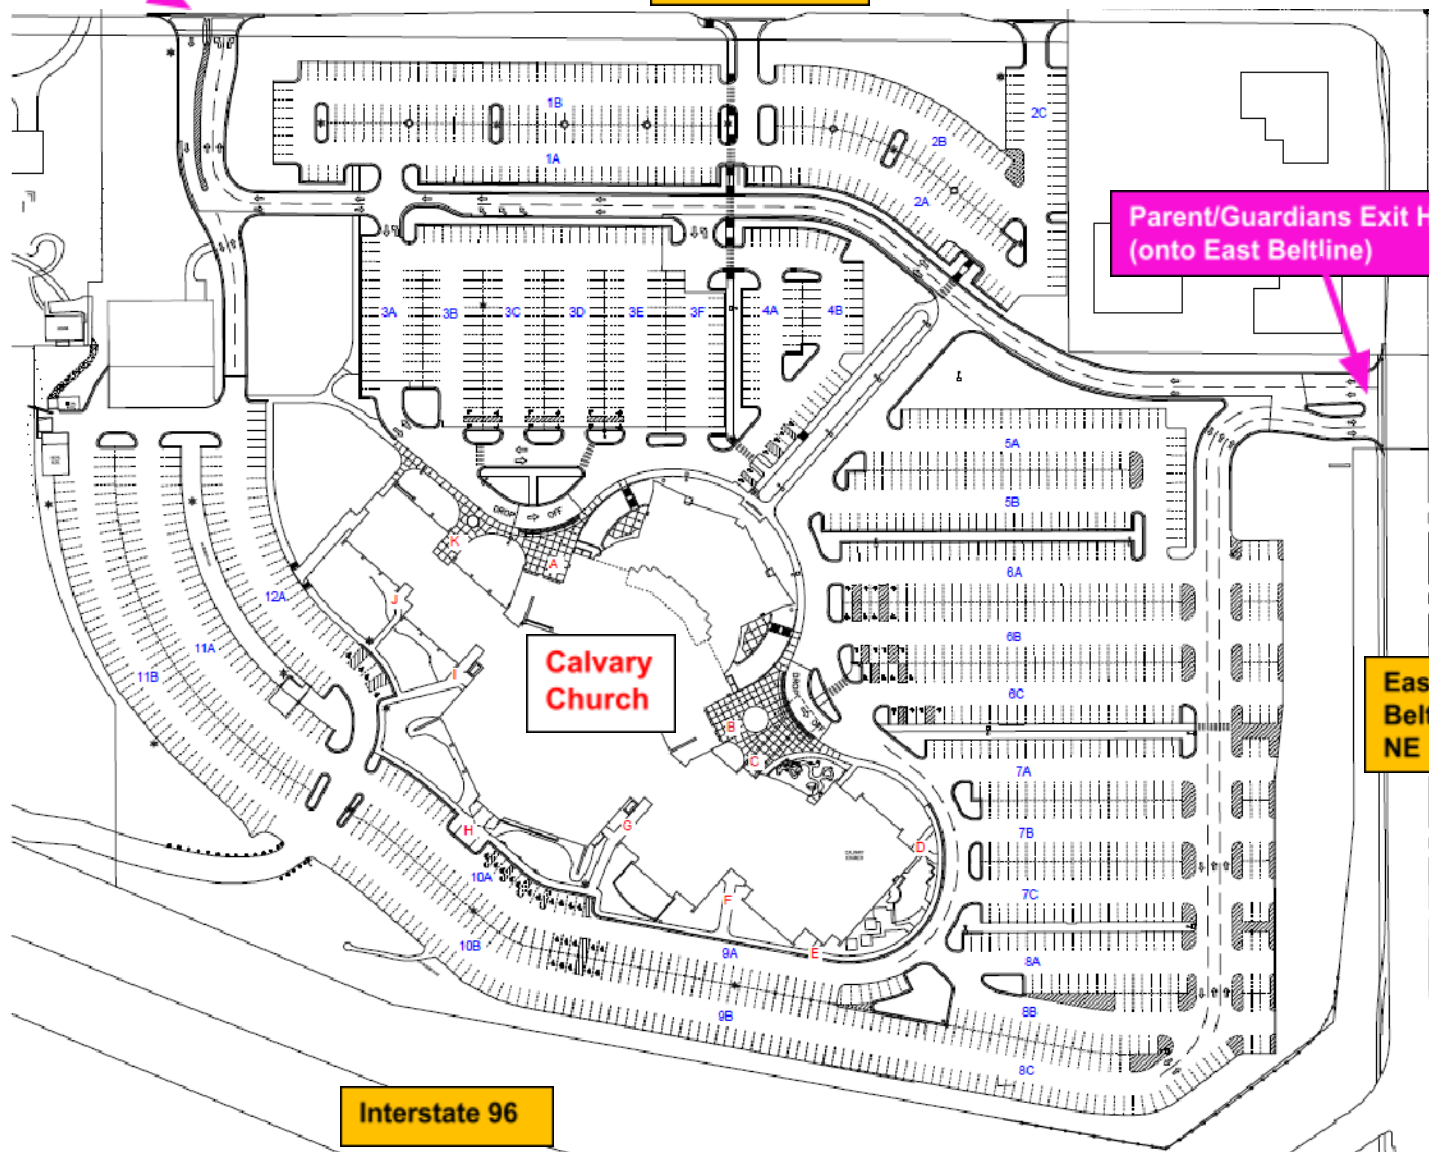 1B
2C
2B
1A
2A
Parent/Guardians Exit H
(onto East Beltline)
3A
3B
3C
3D
3E
3F
4A
4B
5A
5B
DROP
OFF
K
A
6A
12A
J
6B
11A
11B
I
Calvary
Church
DROP
OFF
6C
Eas
Belt
NE
B
C
7A
H
G
7B
D
10A
F
7C
10B
9A
E
8A
9B
8B
8C
Interstate 96